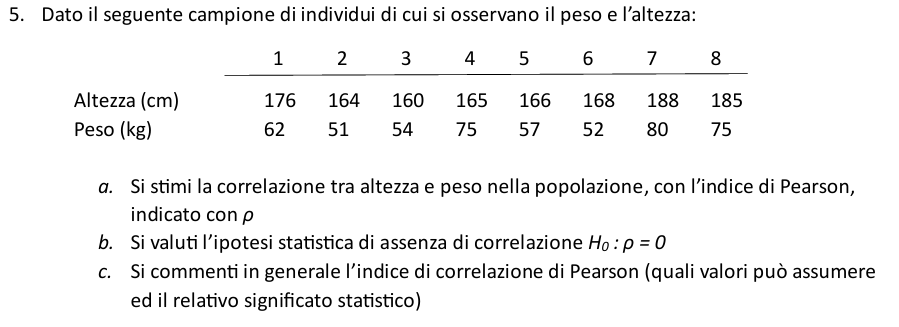 5. Dato il seguente campione di individui di cui si osservano il peso e l'altezza:
1 2 3 4 5 6 7 8
Altezza (cm) 176 164 160 165 166 168 188 185
Peso (kg) 62 51 54 75 57 52 80 75
a. Si stimi la correlazione tra altezza e peso nella popolazione, con l'indice di Pearson,
indicato con ρ
b. Si valuti l'ipotesi statistica di assenza di correlazione H₀ : ρ = 0
c. Si commenti in generale l'indice di correlazione di Pearson (quali valori può assumere
ed il relativo significato statistico)